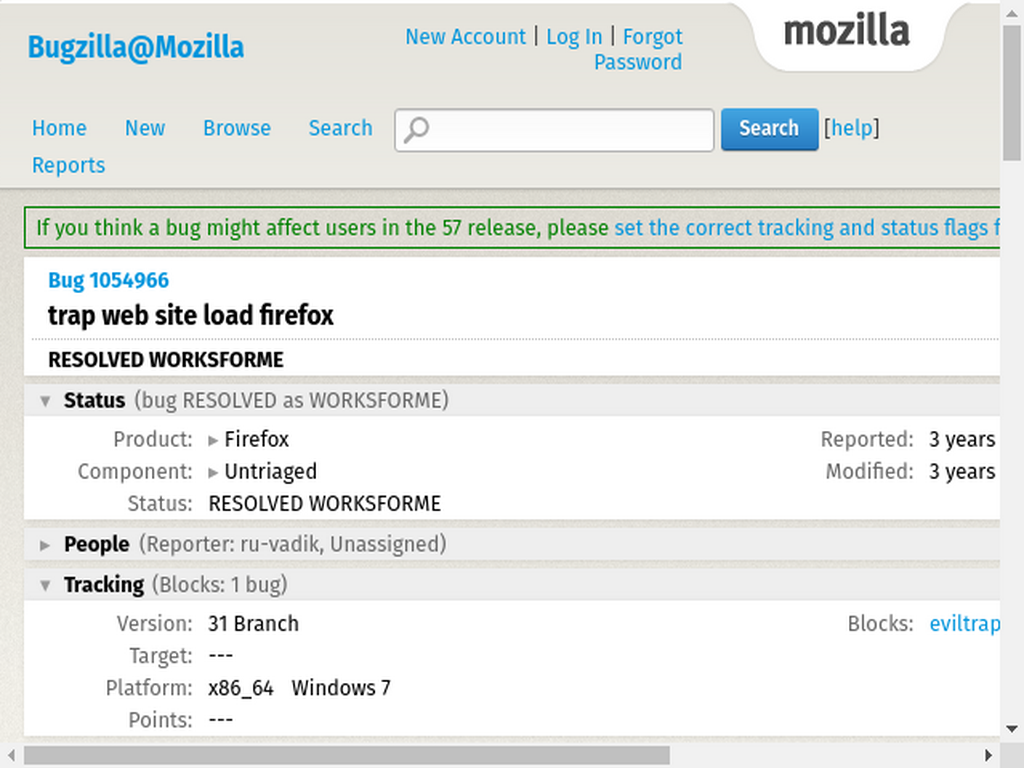 Bugzilla@Mozilla
New Account | Log In | Forgot
Password
mozilla
Home New Browse Search
Search [help]
Reports
If you think a bug might affect users in the 57 release, please set the correct tracking and status flags f
Bug 1054966
trap web site load firefox
RESOLVED WORKSFORME
▼ Status (bug RESOLVED as WORKSFORME)
Product: ▶ Firefox Reported: 3 years
Component: ▶ Untriaged Modified: 3 years
Status: RESOLVED WORKSFORME
▶ People (Reporter: ru-vadik, Unassigned)
▼ Tracking (Blocks: 1 bug)
Version: 31 Branch Blocks: eviltrap
Target: ---
Platform: x86_64 Windows 7
Points: ---